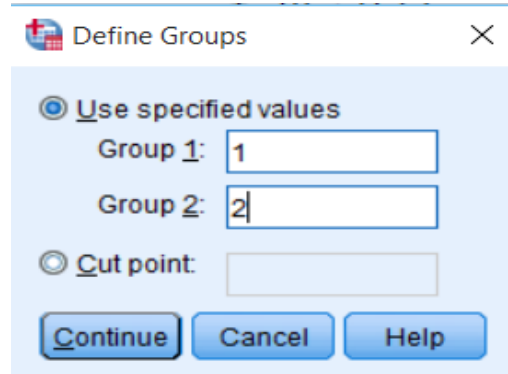 Define Groups
Use specified values
Group 1: 1
Group 2: 2
Cut point:
Continue Cancel Help